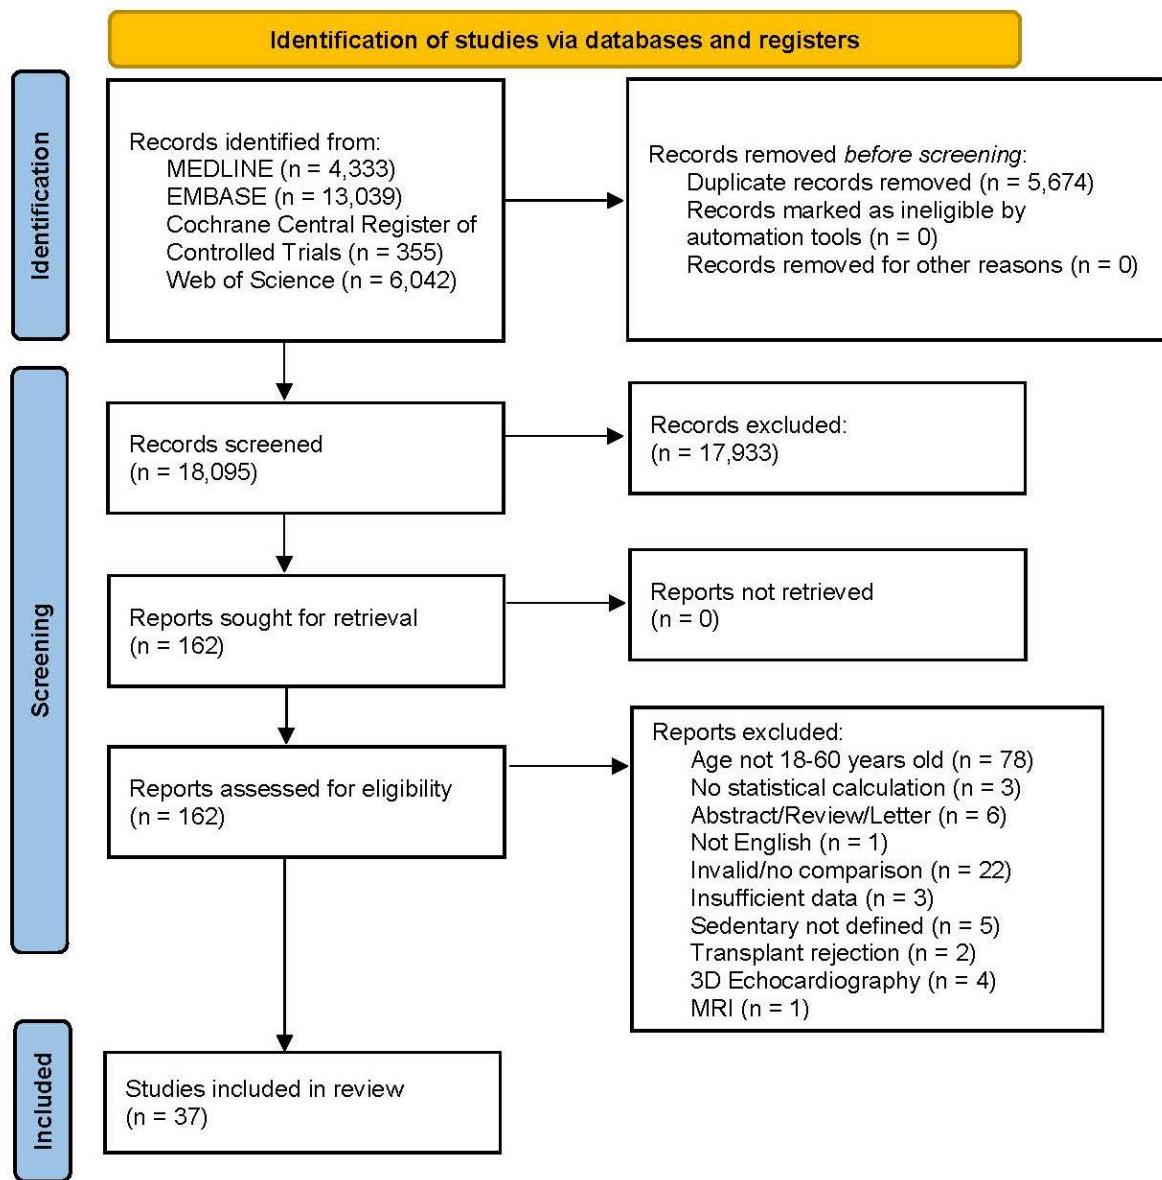 Identification of studies via databases and registers
Identification
Records identified from:
MEDLINE (n = 4,333)
EMBASE (n = 13,039)
Cochrane Central Register of
Controlled Trials (n = 355)
Web of Science (n = 6,042)
Records removed before screening:
Duplicate records removed (n = 5,674)
Records marked as ineligible by
automation tools (n = 0)
Records removed for other reasons (n = 0)
Screening
Records screened
(n = 18,095)
Records excluded:
(n = 17,933)
Reports sought for retrieval
(n = 162)
Reports not retrieved
(n = 0)
Reports assessed for eligibility
(n = 162)
Reports excluded:
Age not 18-60 years old (n = 78)
No statistical calculation (n = 3)
Abstract/Review/Letter (n = 6)
Not English (n = 1)
Invalid/no comparison (n = 22)
Insufficient data (n = 3)
Sedentary not defined (n = 5)
Transplant rejection (n = 2)
3D Echocardiography (n = 4)
MRI (n = 1)
Included
Studies included in review
(n = 37)